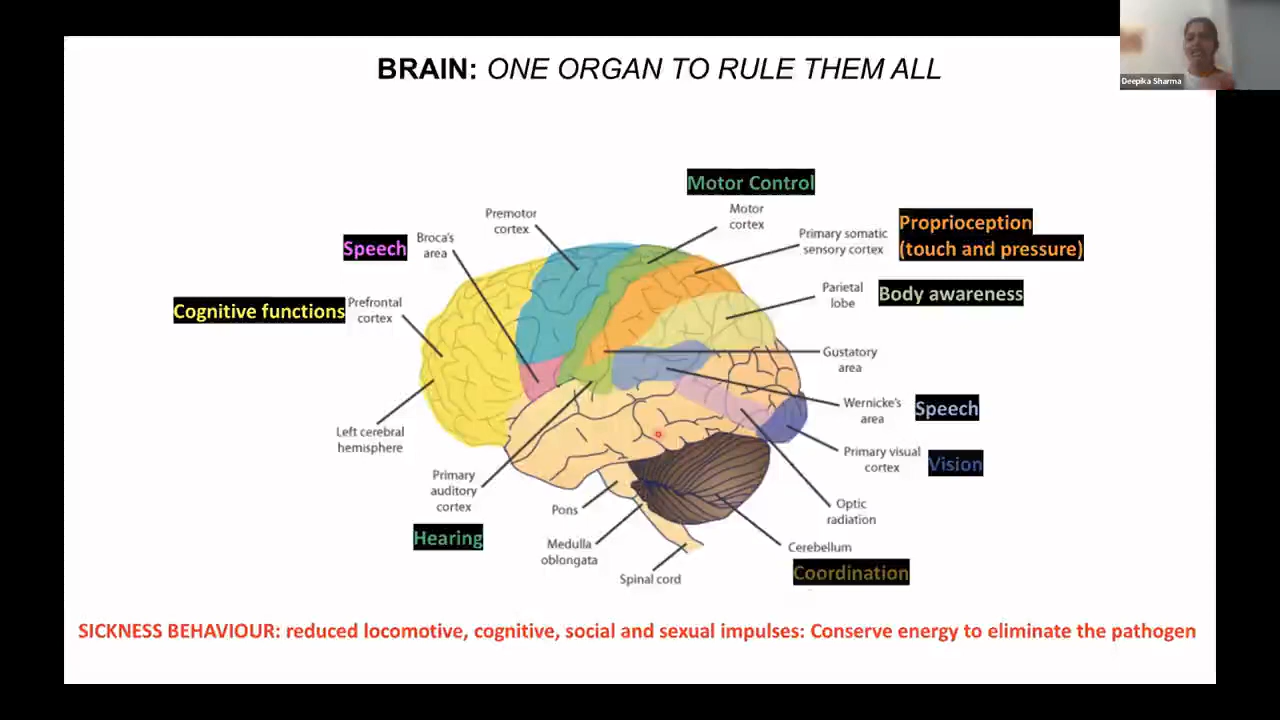 BRAIN: ONE ORGAN TO RULE THEM ALL
Deepika Sharma
Motor Control
Motor
cortex
Premotor
cortex
Proprioception
(touch and pressure)
Primary somatic
sensory cortex
Speech
Broca's
area
Parietal
lobe
Body awareness
Cognitive functions
Prefrontal
cortex
Gustatory
area
Wernicke's
area
Speech
Left cerebral
hemisphere
Primary visual
cortex
Vision
Primary
auditory
cortex
Hearing
Pons
Optic
radiation
Medulla
oblongata
Cerebellum
Coordination
Spinal cord
SICKNESS BEHAVIOUR: reduced locomotive, cognitive, social and sexual impulses: Conserve energy to eliminate the pathogen